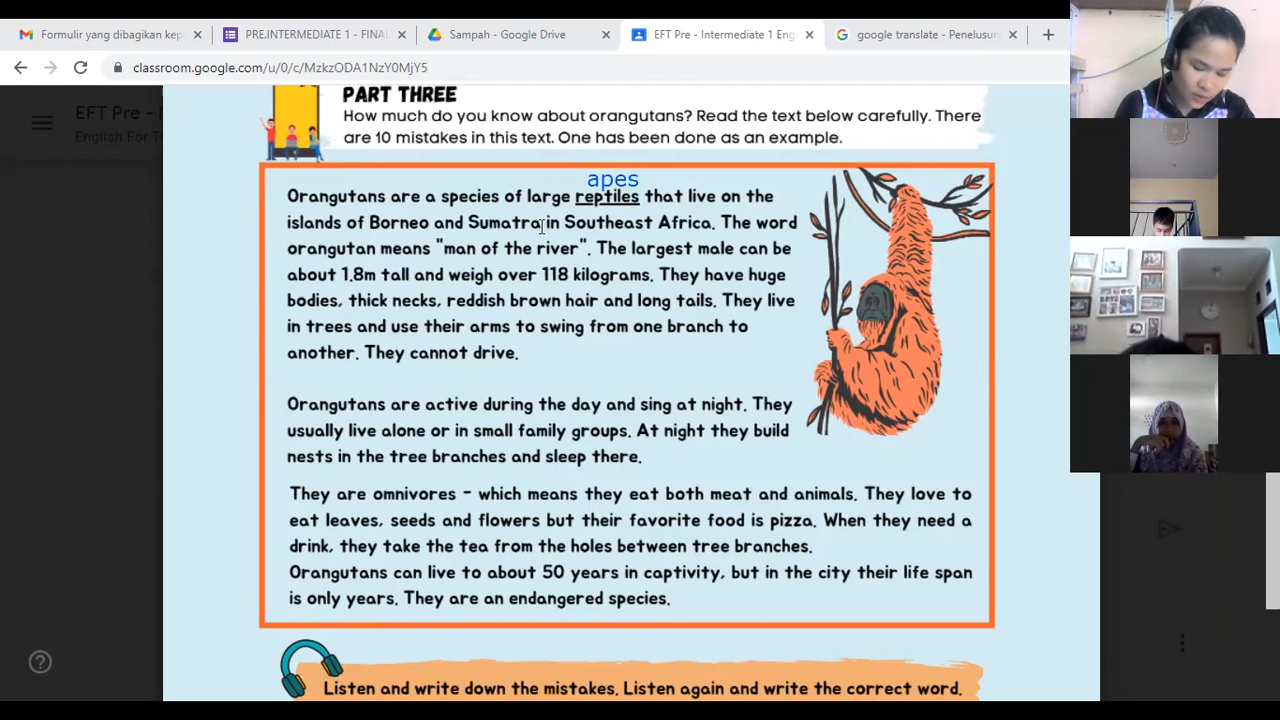 Formulir yang dibagikan kepa
PRE.INTERMEDIATE 1 - FINAL
Sampah - Google Drive
EFT Pre - Intermediate 1 Eng
google translate - Penelusura
classroom.google.com/u/0/c/MzkzODA1NzY0MjY5
EFT Pre - I
English For T
PART THREE
How much do you know about orangutans? Read the text below carefully. There
are 10 mistakes in this text. One has been done as an example.
apes
Orangutans are a species of large reptiles that live on the
islands of Borneo and Sumatra in Southeast Africa. The word
orangutan means "man of the river". The largest male can be
about 1.8m tall and weigh over 118 kilograms. They have huge
bodies, thick necks, reddish brown hair and long tails. They live
in trees and use their arms to swing from one branch to
another. They cannot drive.
Orangutans are active during the day and sing at night. They
usually live alone or in small family groups. At night they build
nests in the tree branches and sleep there.
They are omnivores - which means they eat both meat and animals. They love to
eat leaves, seeds and flowers but their favorite food is pizza. When they need a
drink, they take the tea from the holes between tree branches.
Orangutans can live to about 50 years in captivity, but in the city their life span
is only years. They are an endangered species.
Listen and write down the mistakes. Listen again and write the correct word.